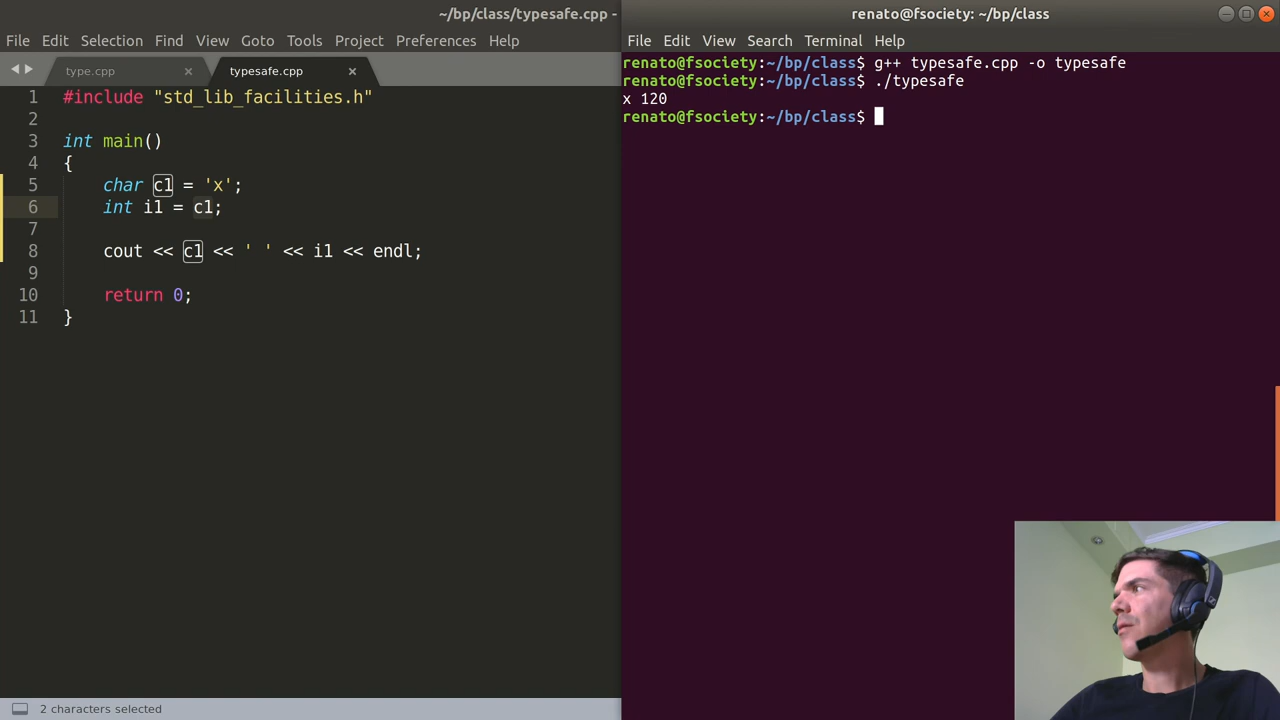 ~/bp/class/typesafe.cpp -
File Edit Selection Find View Goto Tools Project Preferences Help
type.cpp × typesafe.cpp ×
1 #include "std_lib_facilities.h"
2
3 int main()
4 {
5 char c1 = 'x';
6 int i1 = c1;
7
8 cout << c1 << ' ' << i1 << endl;
9
10 return 0;
11 }
2 characters selected
renato@fsociety: ~/bp/class
File Edit View Search Terminal Help
renato@fsociety:~/bp/class$ g++ typesafe.cpp -o typesafe
renato@fsociety:~/bp/class$ ./typesafe
x 120
renato@fsociety:~/bp/class$